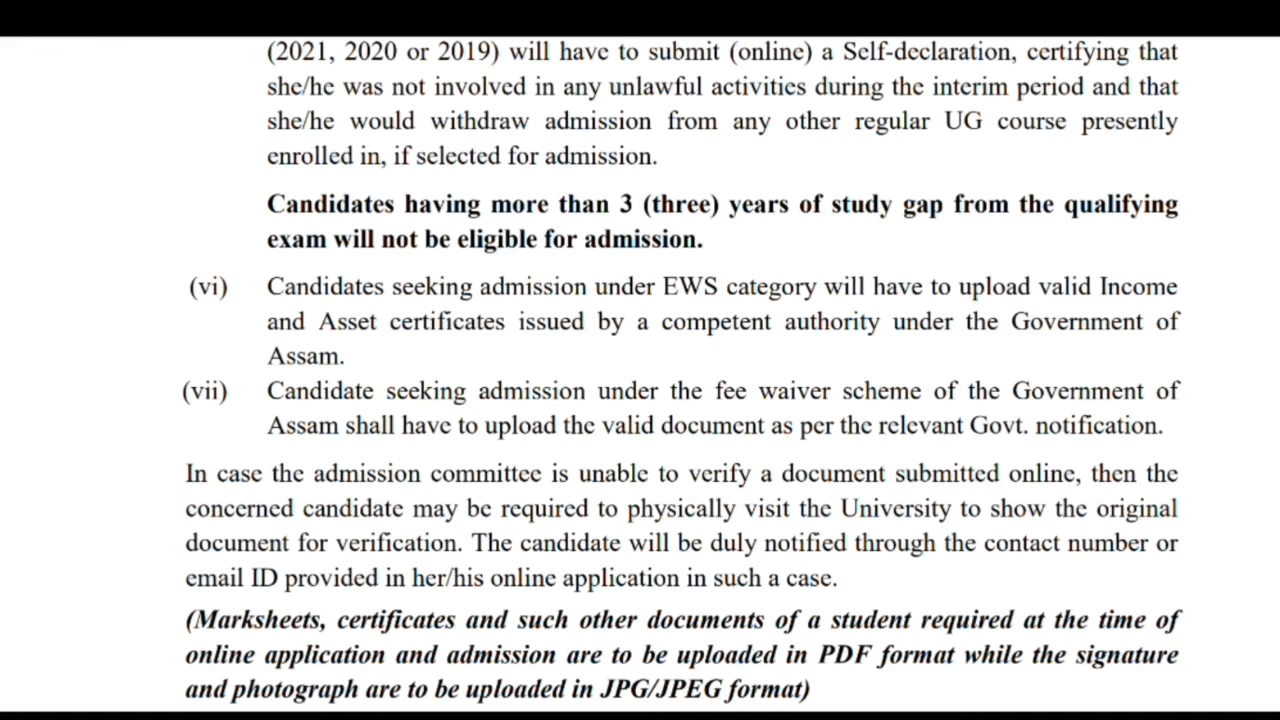 (2021, 2020 or 2019) will have to submit (online) a Self-declaration, certifying that
she/he was not involved in any unlawful activities during the interim period and that
she/he would withdraw admission from any other regular UG course presently
enrolled in, if selected for admission.
Candidates having more than 3 (three) years of study gap from the qualifying
exam will not be eligible for admission.
(vi) Candidates seeking admission under EWS category will have to upload valid Income
and Asset certificates issued by a competent authority under the Government of
Assam.
(vii) Candidate seeking admission under the fee waiver scheme of the Government of
Assam shall have to upload the valid document as per the relevant Govt. notification.
In case the admission committee is unable to verify a document submitted online, then the
concerned candidate may be required to physically visit the University to show the original
document for verification. The candidate will be duly notified through the contact number or
email ID provided in her/his online application in such a case.
(Marksheets, certificates and such other documents of a student required at the time of
online application and admission are to be uploaded in PDF format while the signature
and photograph are to be uploaded in JPG/JPEG format)